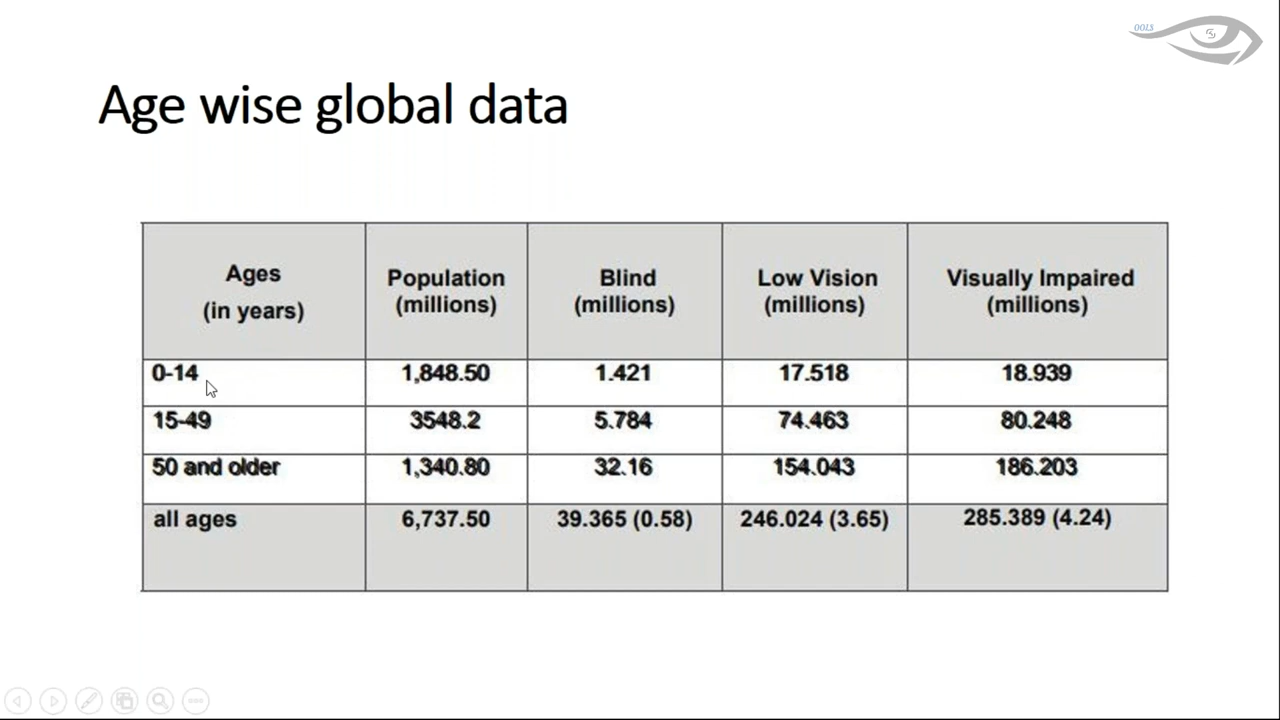 OOLS
Age wise global data
Ages
(in years)
Population
(millions)
Blind
(millions)
Low Vision
(millions)
Visually Impaired
(millions)
0-14 1,848.50 1.421 17.518 18.939
15-49 3548.2 5.784 74.463 80.248
50 and older 1,340.80 32.16 154.043 186.203
all ages 6,737.50 39.365 (0.58) 246.024 (3.65) 285.389 (4.24)